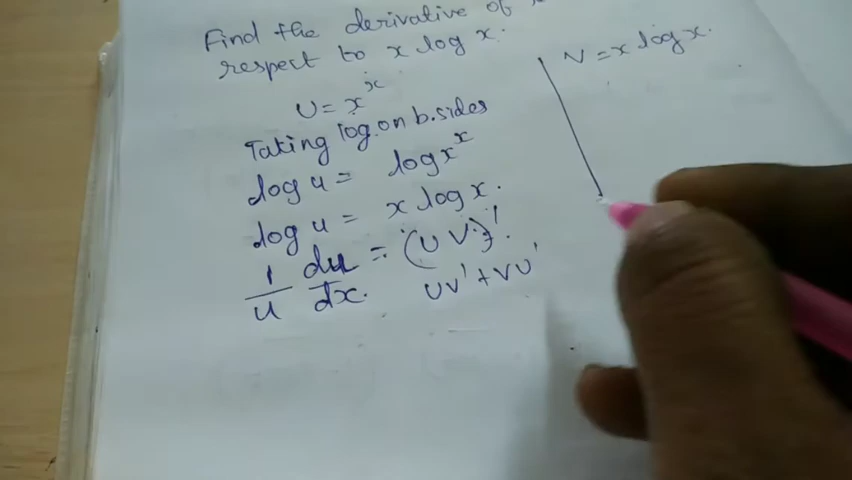 Find the derivative of
respect to x log x.
U = x^x
Taking log on b.sides
log u = log x^x
log u = x log x.
1/u du/dx = (U V)'.
UV' + VU'
V = x log x.